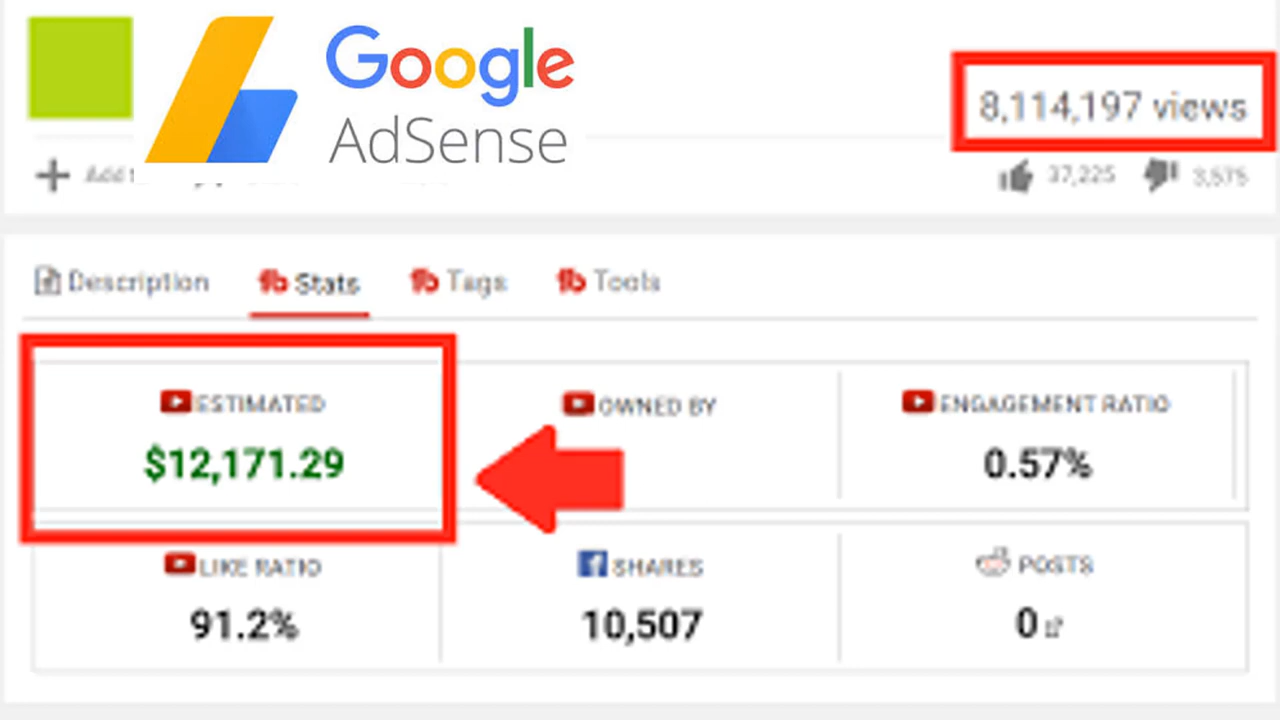 Google
AdSense
8,114,197 views
Add
37,225 3,575
Description Stats Tags Tools
ESTIMATED OWNED BY ENGAGEMENT RATIO
$12,171.29 0.57%
LIKE RATIO SHARES POSTS
91.2% 10,507 0